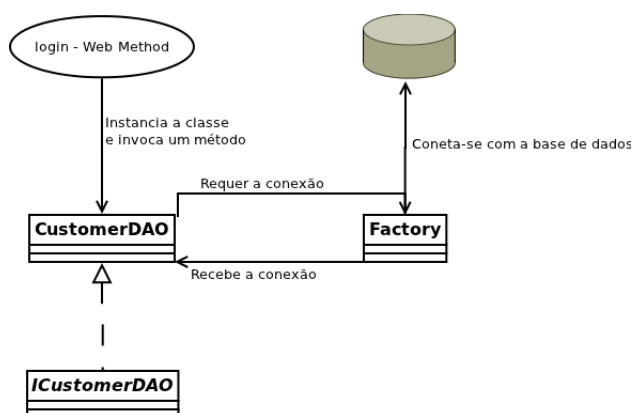 login - Web Method
Instancia a classe
e invoca um método
Coneta-se com a base de dados
Requer a conexão
CustomerDAO
Factory
Recebe a conexão
ICustomerDAO